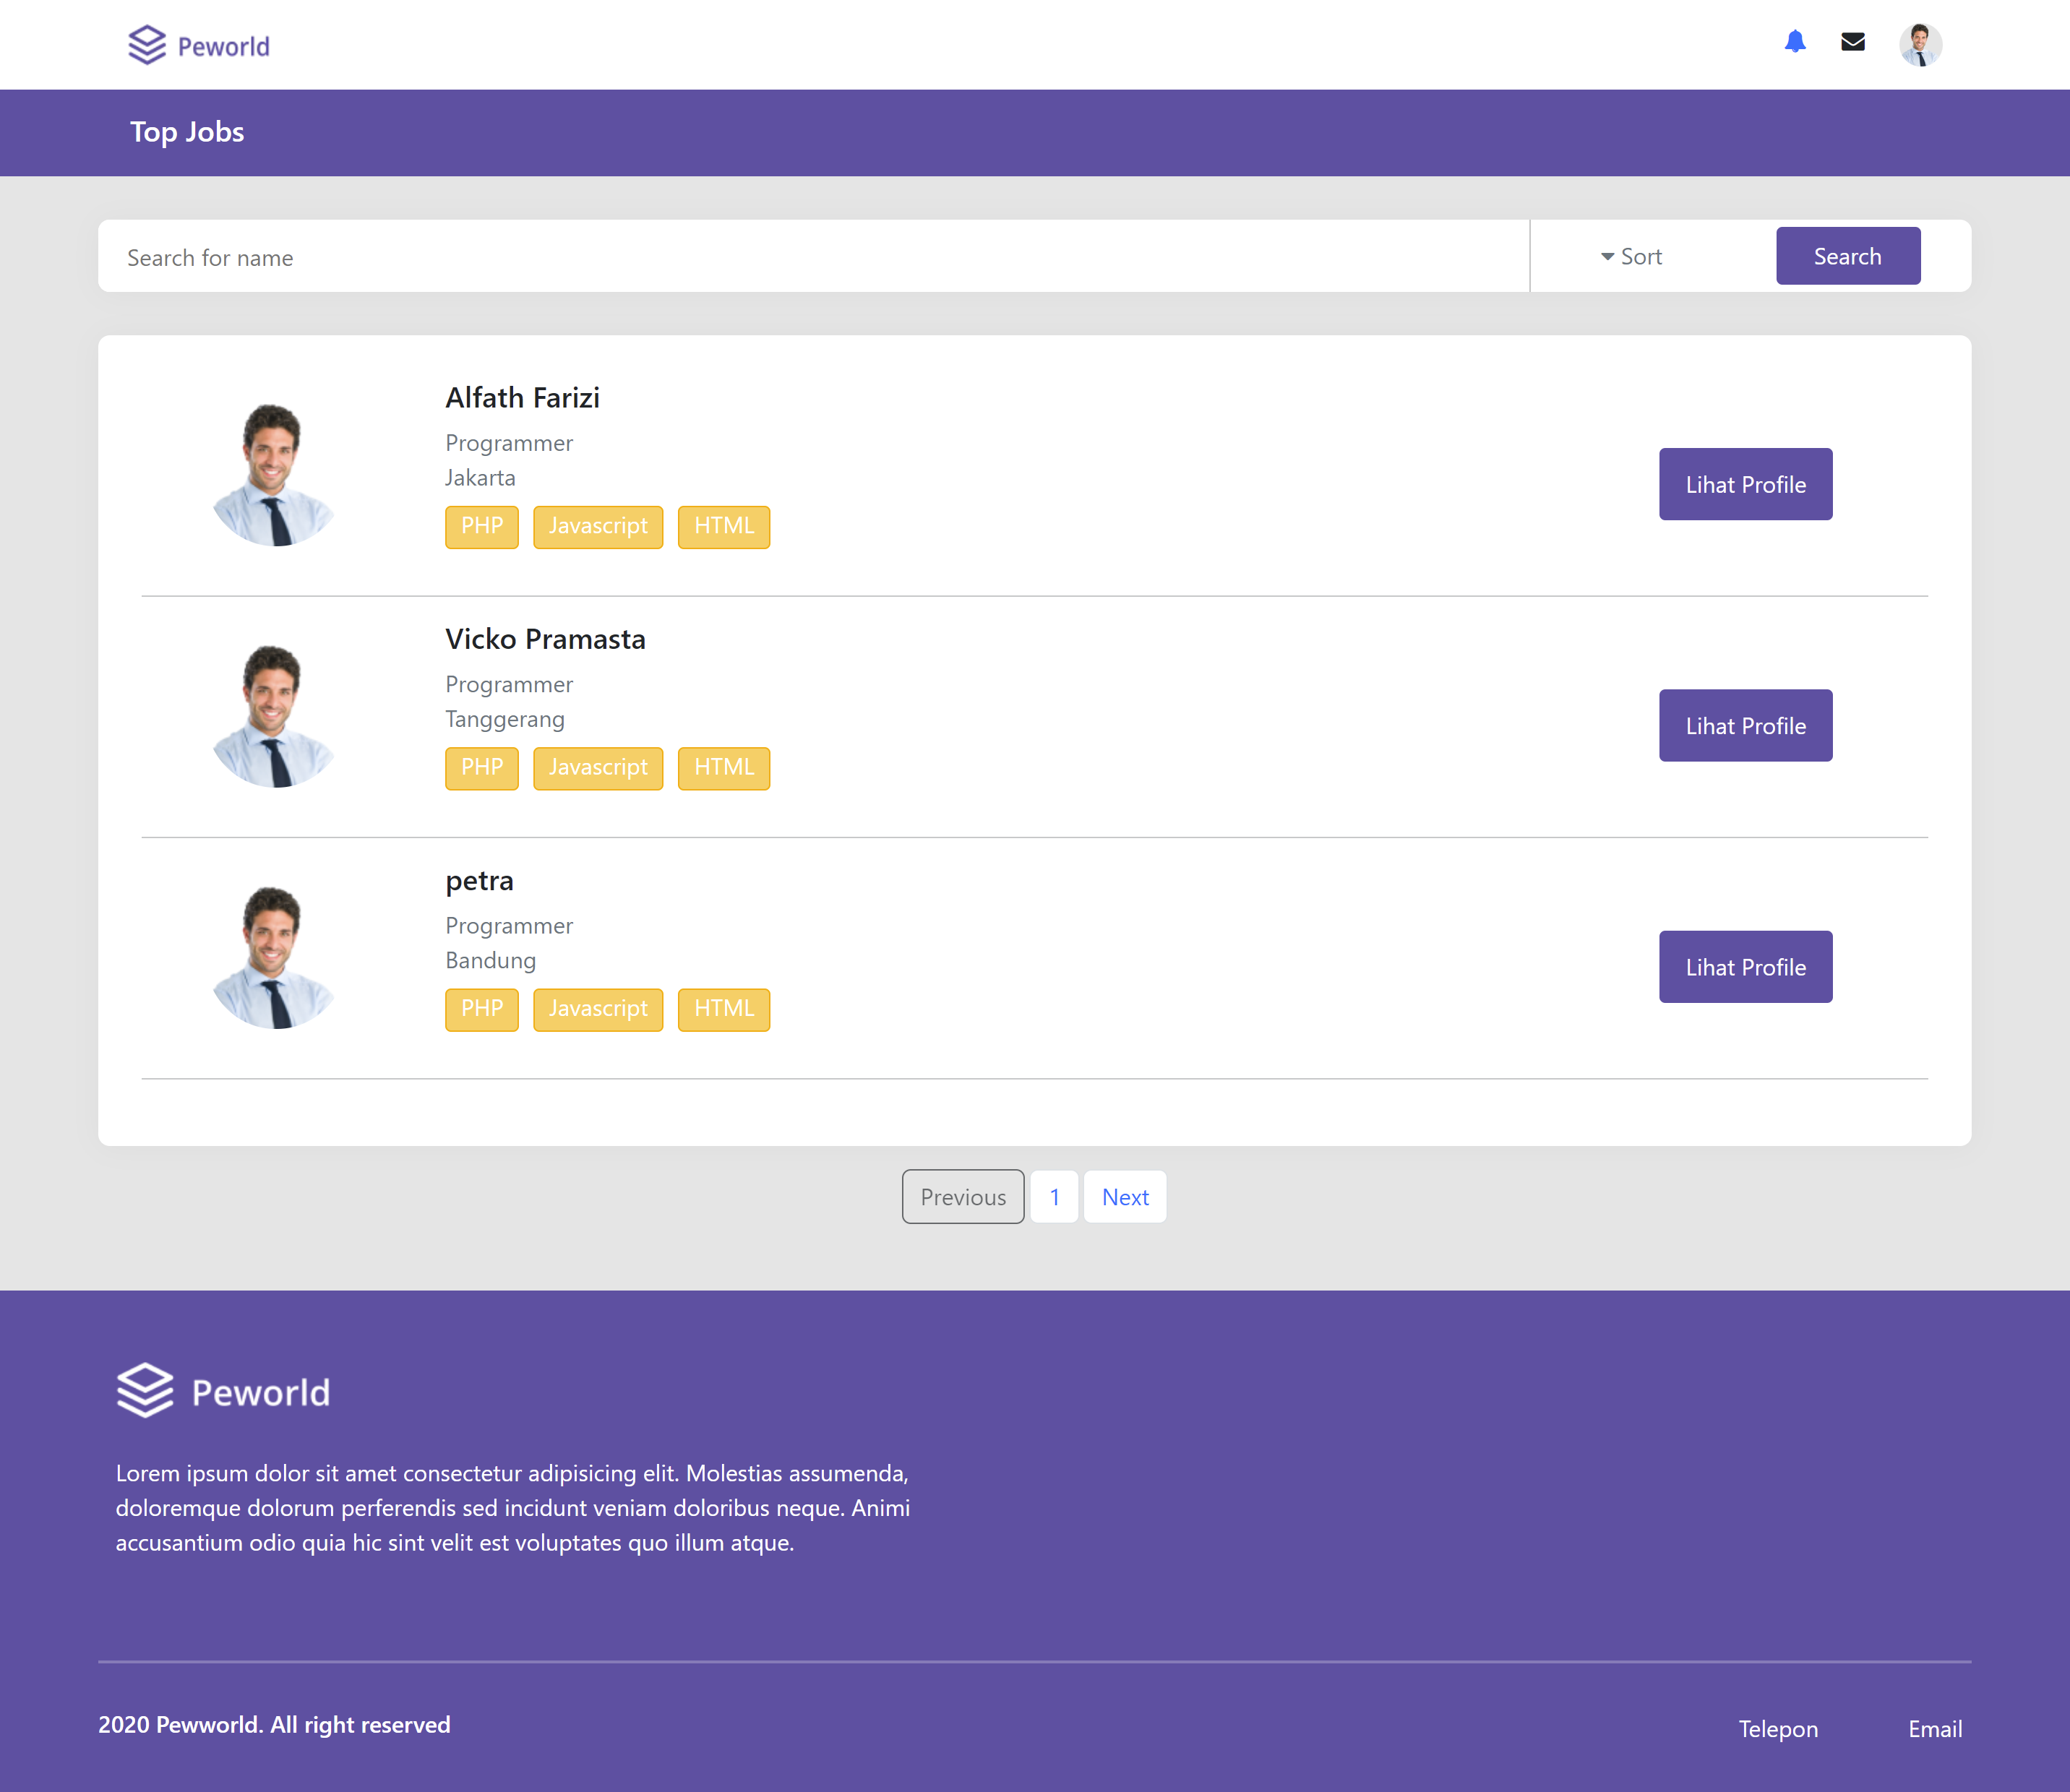 Peworld
Top Jobs
Search for name
Sort
Search
Alfath Farizi
Programmer
Jakarta
PHP Javascript HTML
Lihat Profile
Vicko Pramasta
Programmer
Tanggerang
PHP Javascript HTML
Lihat Profile
petra
Programmer
Bandung
PHP Javascript HTML
Lihat Profile
Previous 1 Next
Peworld
Lorem ipsum dolor sit amet consectetur adipisicing elit. Molestias assumenda,
doloremque dolorum perferendis sed incidunt veniam doloribus neque. Animi
accusantium odio quia hic sint velit est voluptates quo illum atque.
2020 Pewworld. All right reserved
Telepon Email